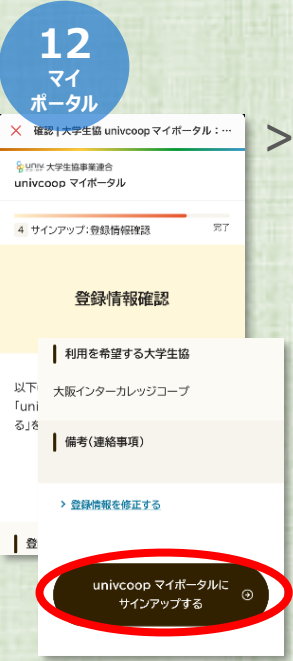 12
マイ
ポータル
>
× 確認 | 大学生協 univcoop マイポータル：…
univ 大学生協事業連合
univcoop マイポータル
4 サインアップ：登録情報確認 完了
登録情報確認
以下
「uni
る」を
登
利用を希望する大学生協
大阪インターカレッジコープ
備考（連絡事項）
> 登録情報を修正する
univcoop マイポータルに
サインアップする